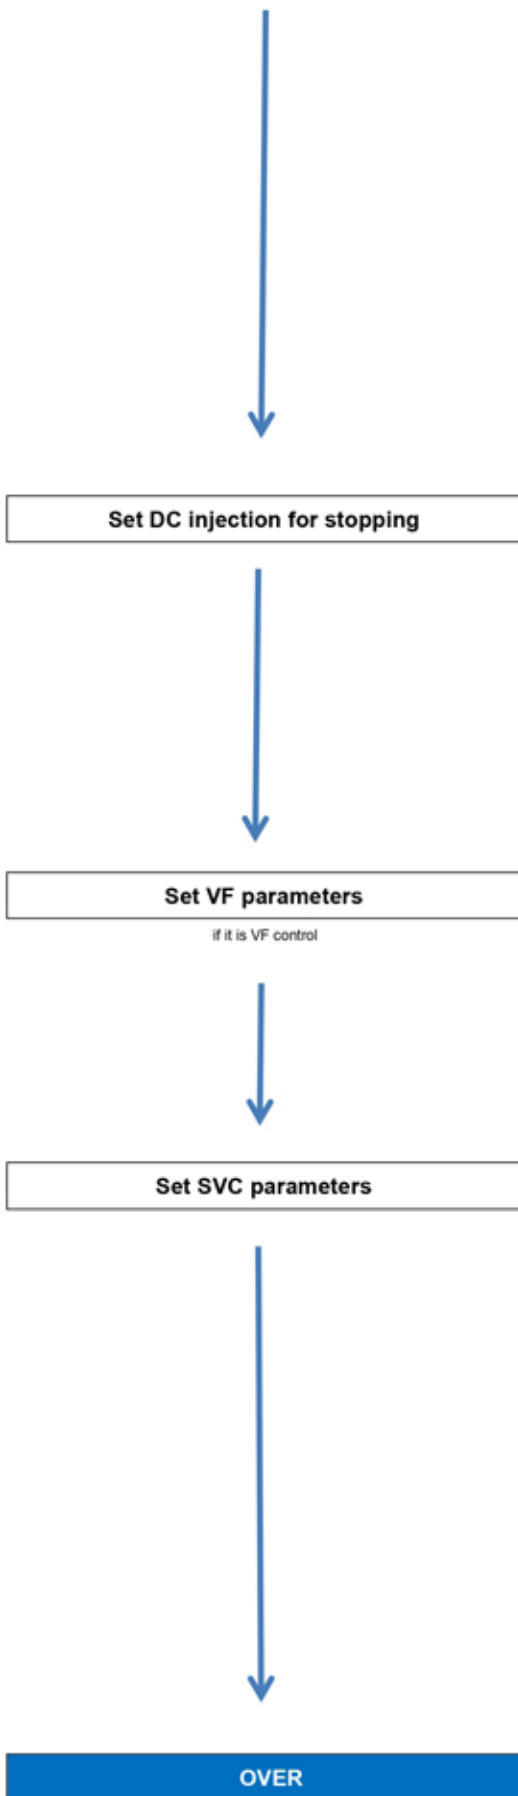 Set DC injection for stopping
Set VF parameters
if it is VF control
Set SVC parameters
OVER